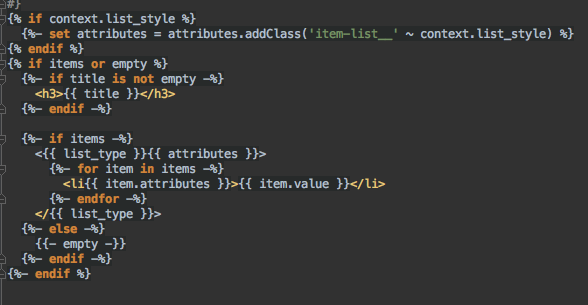 #}
{% if context.list_style %}
  {%- set attributes = attributes.addClass('item-list__' ~ context.list_style) %}
{% endif %}
{% if items or empty %}
  {%- if title is not empty -%}
    <h3>{{ title }}</h3>
  {%- endif -%}

  {%- if items -%}
    <{{ list_type }}{{ attributes }}>
      {%- for item in items -%}
        <li{{ item.attributes }}>{{ item.value }}</li>
      {%- endfor -%}
    </{{ list_type }}>
  {%- else -%}
    {{- empty -}}
  {%- endif -%}
{%- endif %}